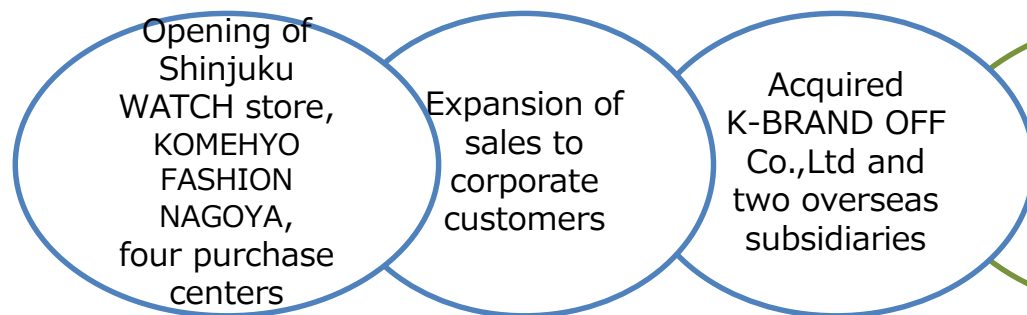 Opening of
Shinjuku
WATCH store,
KOMEHYO
FASHION
NAGOYA,
four purchase
centers
Expansion of
sales to
corporate
customers
Acquired
K-BRAND OFF
Co.,Ltd and
two overseas
subsidiaries